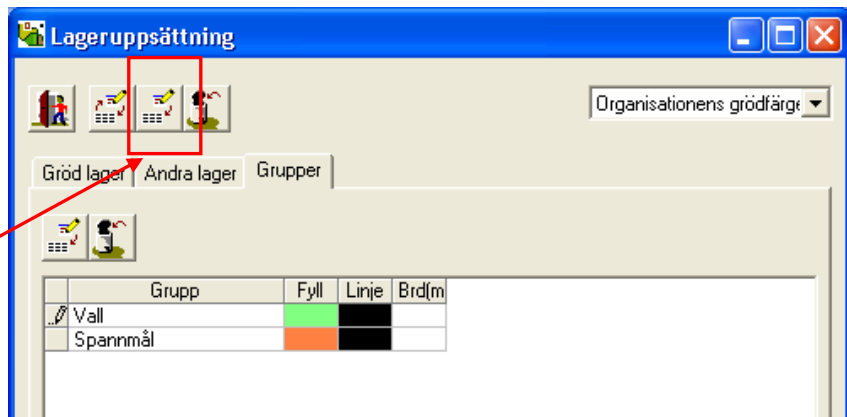 Lageruppsättning
Organisationens grödfärge
Gröd lager Andra lager Grupper
Grupp Fyll Linje Brd(m
Vall
Spannmål